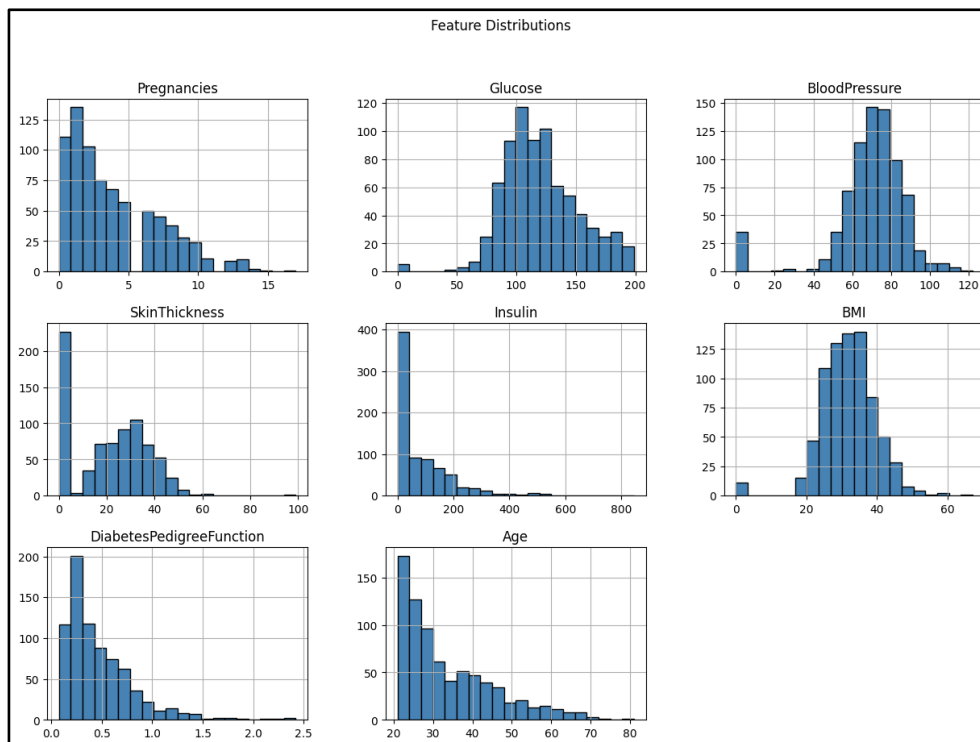 Feature Distributions
Pregnancies
125
100
75
50
25
0
0 5 10 15
Glucose
120
100
80
60
40
20
0
0 50 100 150 200
BloodPressure
150
125
100
75
50
25
0
0 20 40 60 80 100 120
SkinThickness
200
150
100
50
0
0 20 40 60 80 100
Insulin
400
300
200
100
0
0 200 400 600 800
BMI
125
100
75
50
25
0
0 20 40 60
DiabetesPedigreeFunction
200
150
100
50
0
0.0 0.5 1.0 1.5 2.0 2.5
Age
150
100
50
0
20 30 40 50 60 70 80